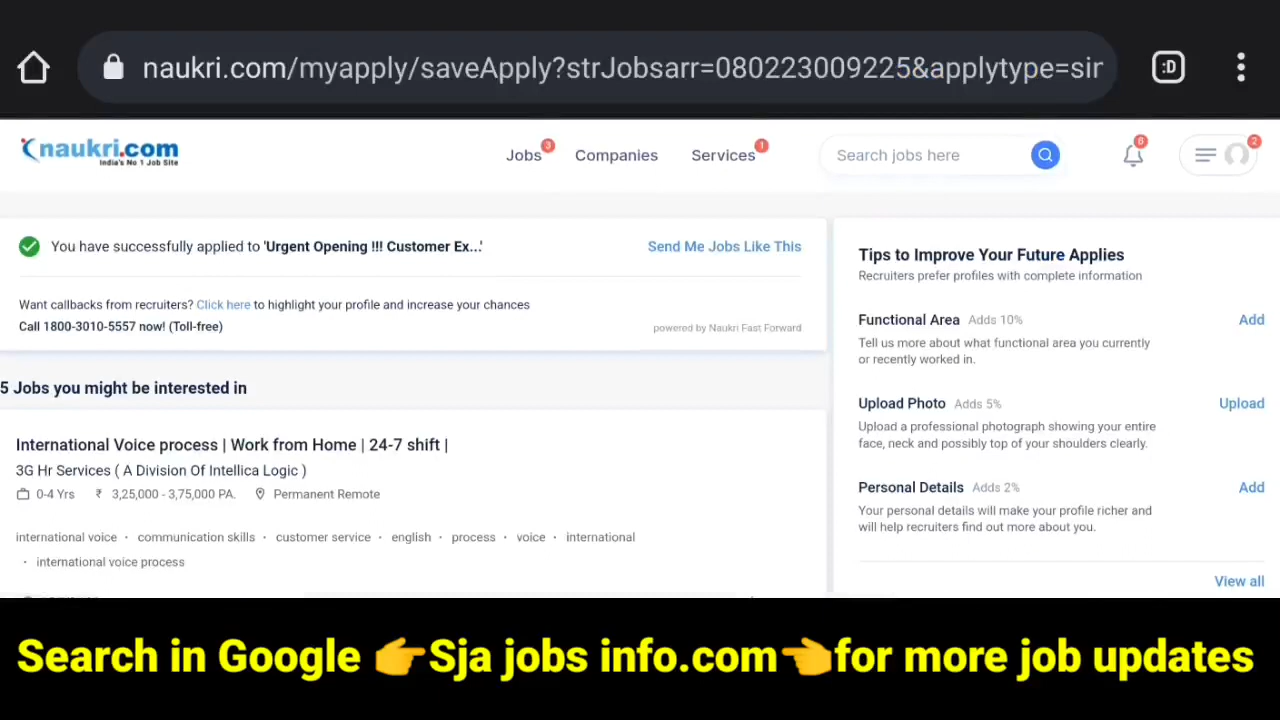 naukri.com/myapply/saveApply?strJobsarr=080223009225&applytype=sir
:D
naukri.com
India's No 1 Job Site
Jobs 3
Companies
Services 1
Search jobs here
6
2
You have successfully applied to 'Urgent Opening !!! Customer Ex...'
Send Me Jobs Like This
Want callbacks from recruiters? Click here to highlight your profile and increase your chances
Call 1800-3010-5557 now! (Toll-free)
powered by Naukri Fast Forward
5 Jobs you might be interested in
International Voice process | Work from Home | 24-7 shift |
3G Hr Services ( A Division Of Intellica Logic )
0-4 Yrs ₹ 3,25,000 - 3,75,000 PA. Permanent Remote
international voice · communication skills · customer service · english · process · voice · international
· international voice process
Tips to Improve Your Future Applies
Recruiters prefer profiles with complete information
Functional Area Adds 10% Add
Tell us more about what functional area you currently
or recently worked in.
Upload Photo Adds 5% Upload
Upload a professional photograph showing your entire
face, neck and possibly top of your shoulders clearly.
Personal Details Adds 2% Add
Your personal details will make your profile richer and
will help recruiters find out more about you.
View all
Search in Google 👉Sja jobs info.com👈for more job updates